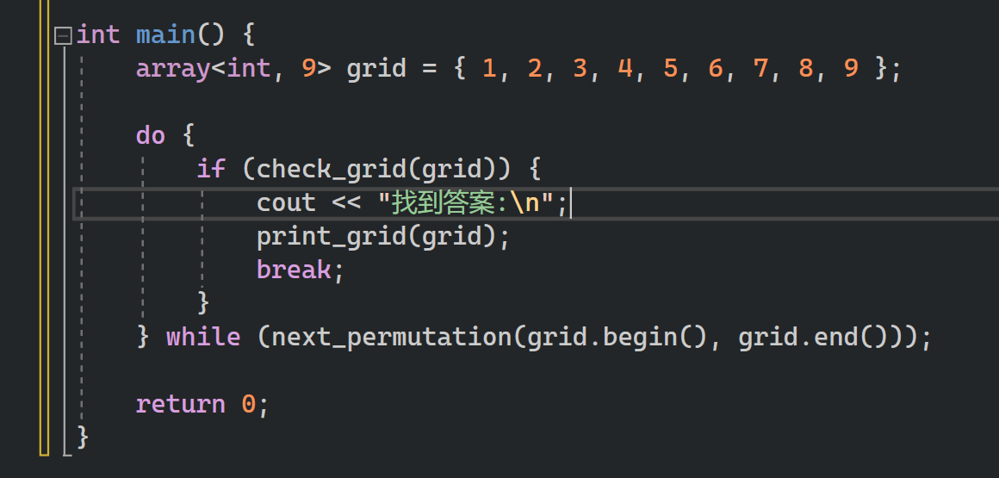 int main() {
    array<int, 9> grid = { 1, 2, 3, 4, 5, 6, 7, 8, 9 };
    do {
        if (check_grid(grid)) {
            cout << "找到答案:\n";
            print_grid(grid);
            break;
        }
    } while (next_permutation(grid.begin(), grid.end()));
    return 0;
}